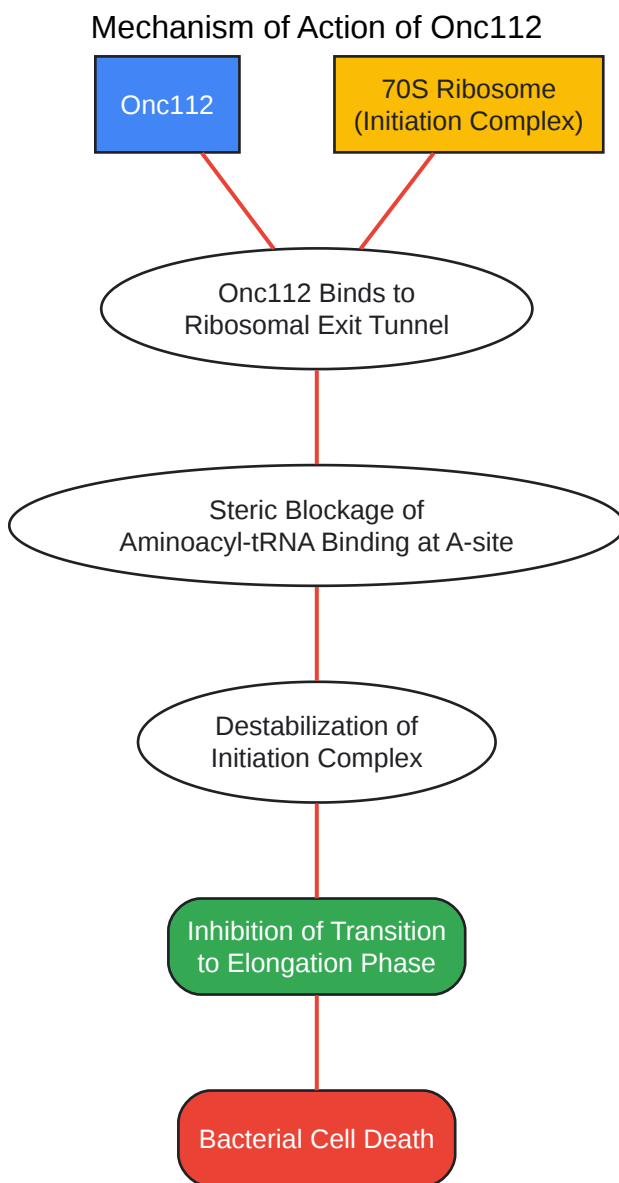 Mechanism of Action of Onc112
Onc112
70S Ribosome
(Initiation Complex)
Onc112 Binds to
Ribosomal Exit Tunnel
Steric Blockage of
Aminoacyl-tRNA Binding at A-site
Destabilization of
Initiation Complex
Inhibition of Transition
to Elongation Phase
Bacterial Cell Death